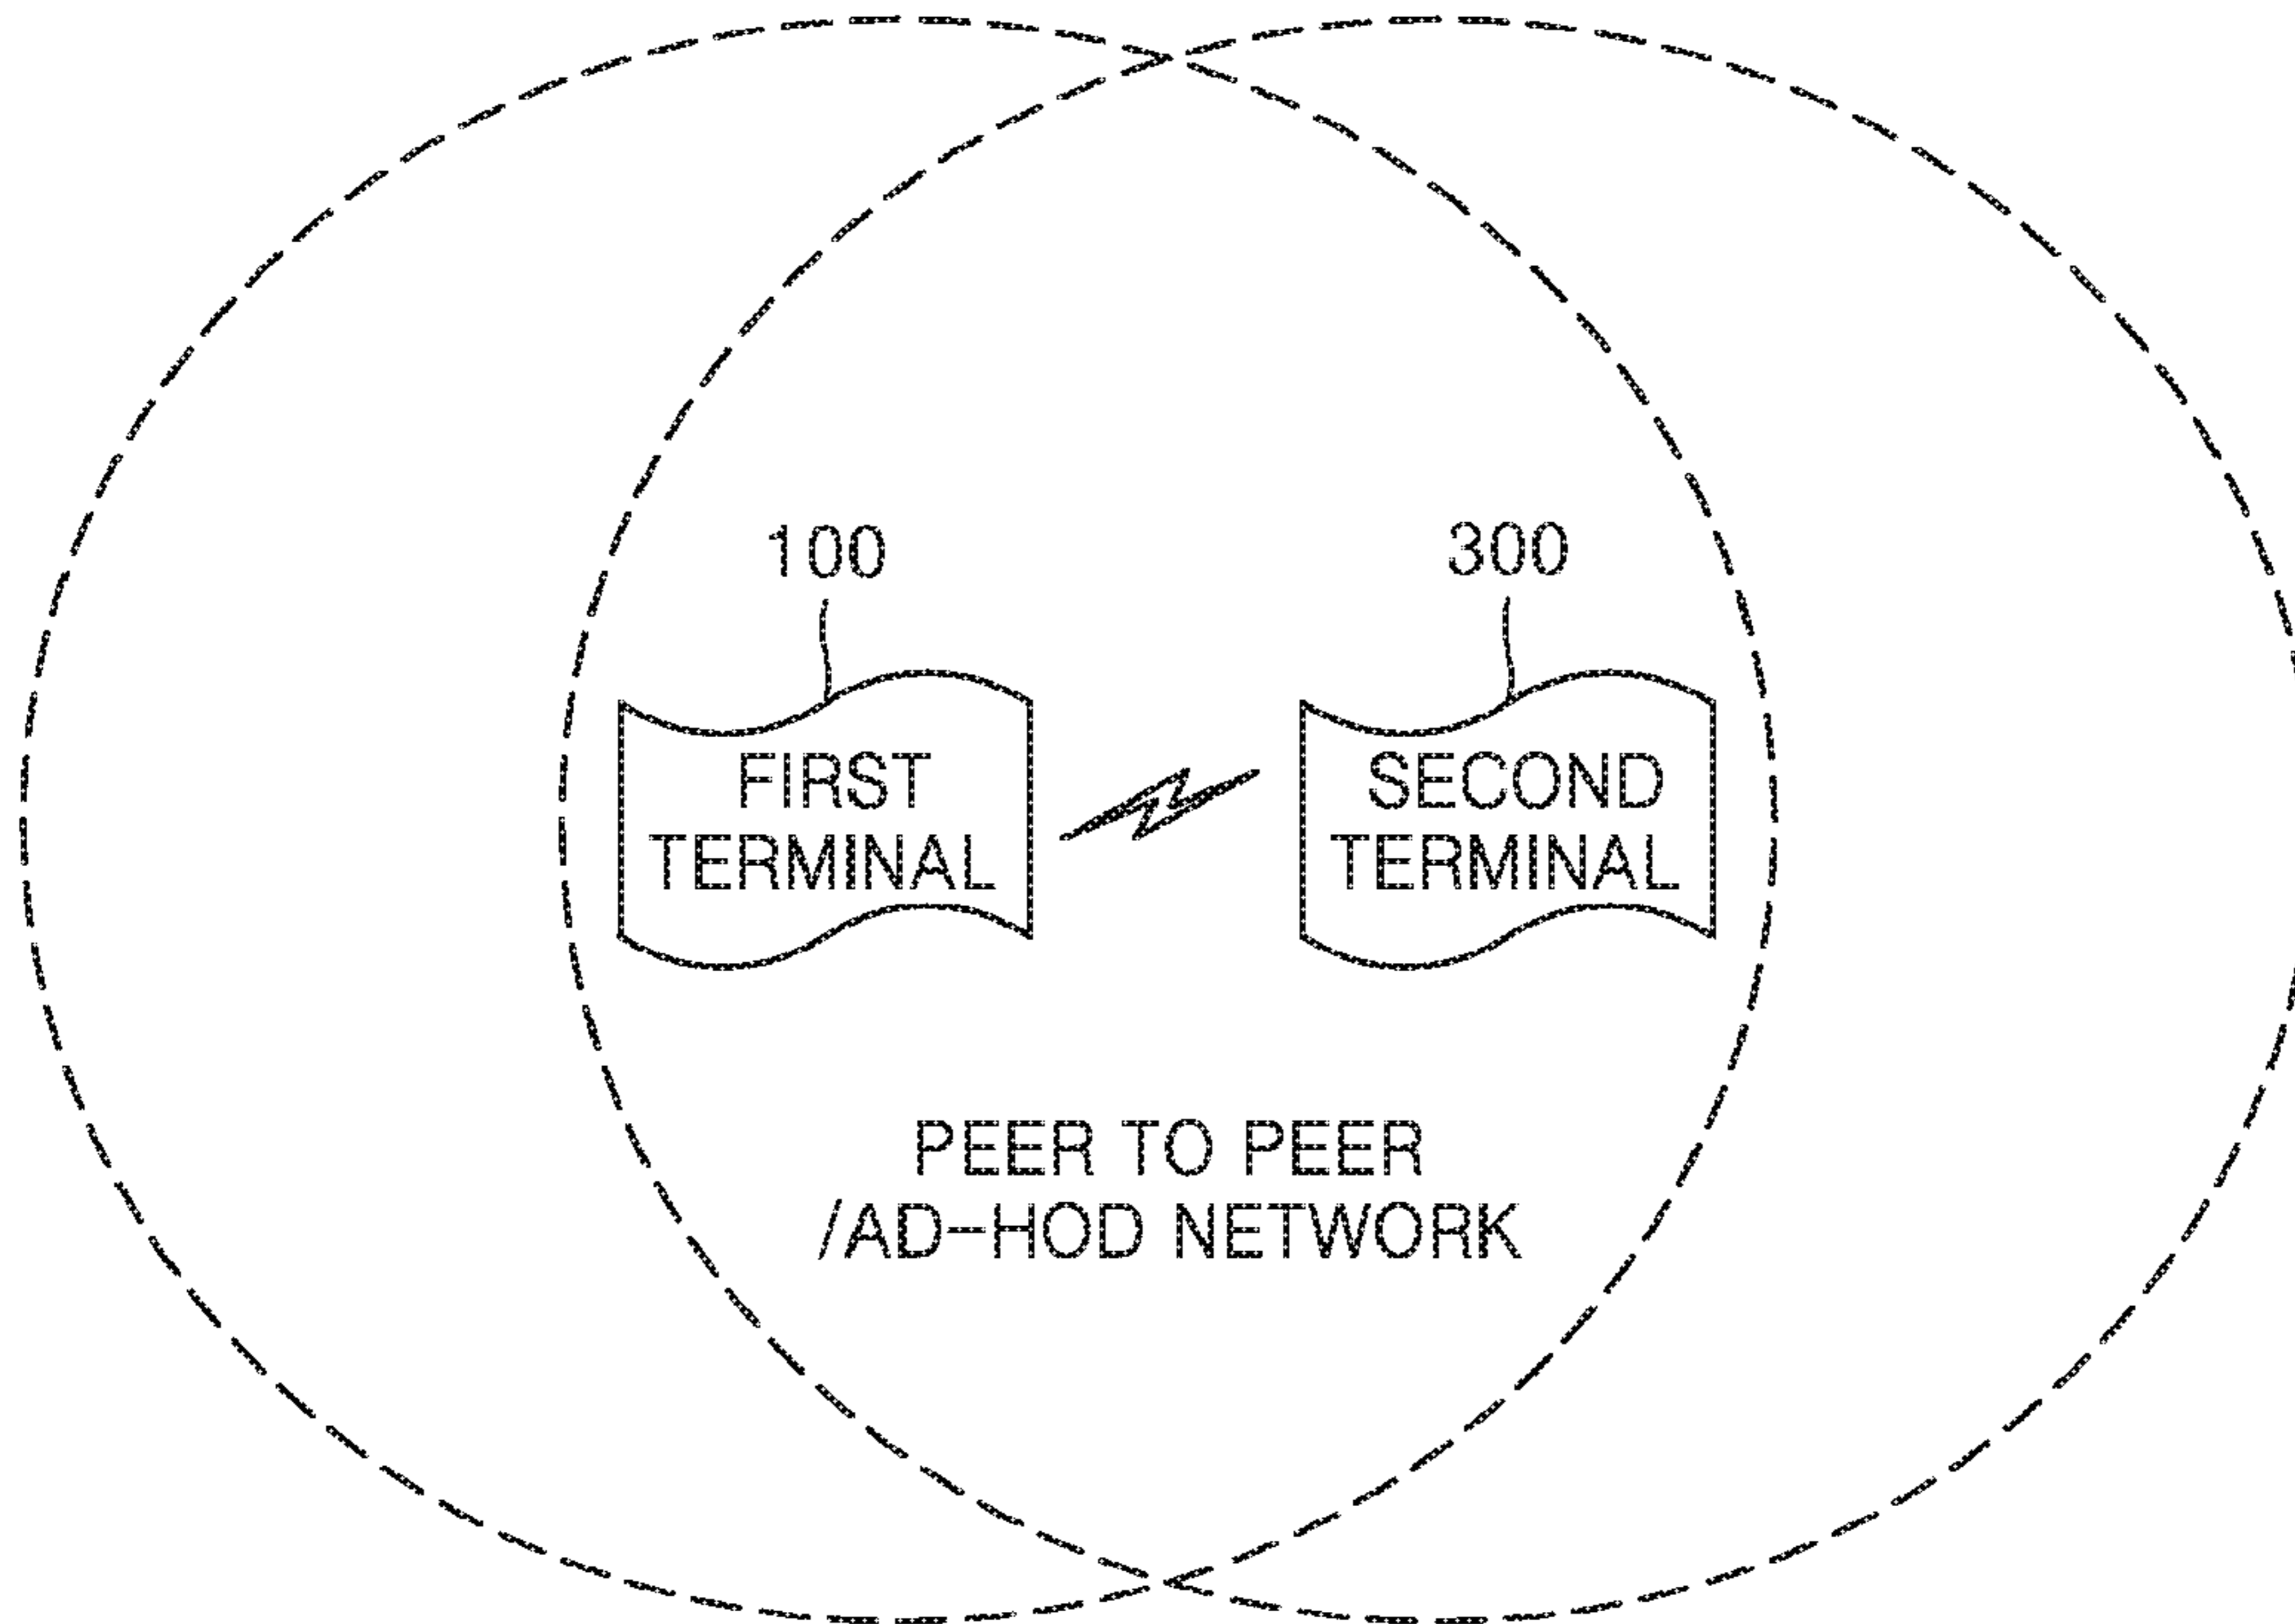 100
300
FIRST
TERMINAL
SECOND
TERMINAL
PEER TO PEER
/AD-HOD NETWORK